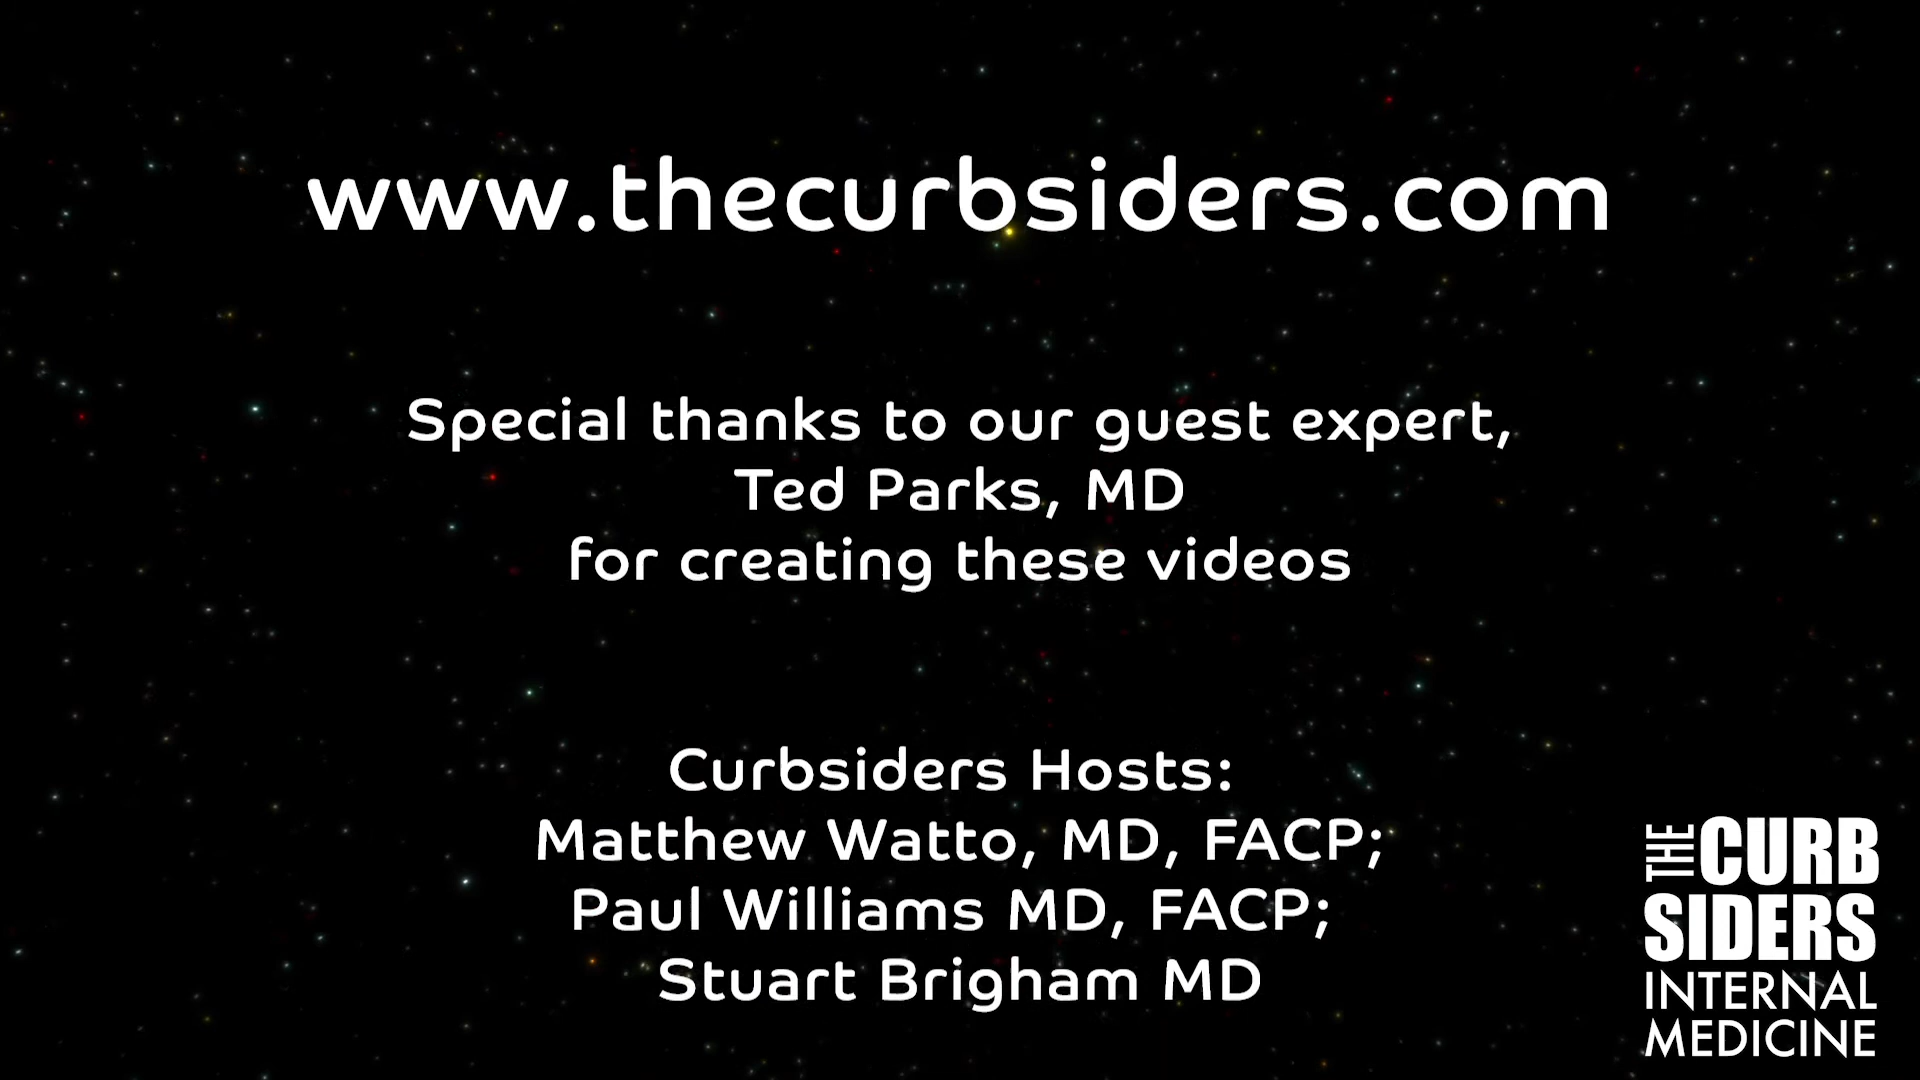 www.thecurbsiders.com
Special thanks to our guest expert,
Ted Parks, MD
for creating these videos
Curbsiders Hosts:
Matthew Watto, MD, FACP;
Paul Williams MD, FACP;
Stuart Brigham MD
THE CURB
SIDERS
INTERNAL
MEDICINE